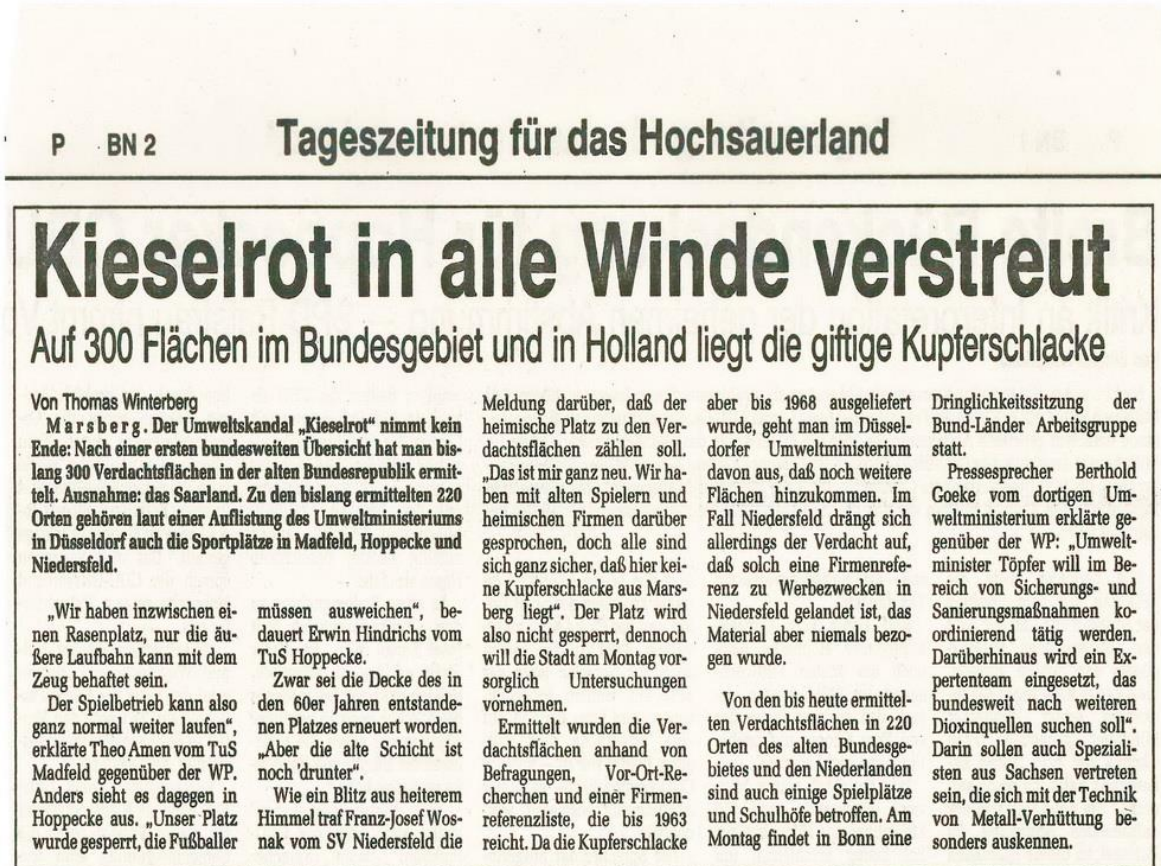 P BN 2 Tageszeitung für das Hochsauerland
Kieselrot in alle Winde verstreut
Auf 300 Flächen im Bundesgebiet und in Holland liegt die giftige Kupferschlacke
Von Thomas Winterberg
Marsberg. Der Umweltskandal „Kieselrot“ nimmt kein
Ende: Nach einer ersten bundesweiten Übersicht hat man bis-
lang 300 Verdachtsflächen in der alten Bundesrepublik ermit-
telt. Ausnahme: das Saarland. Zu den bislang ermittelten 220
Orten gehören laut einer Auflistung des Umweltministeriums
in Düsseldorf auch die Sportplätze in Madfeld, Hoppecke und
Niedersfeld.
„Wir haben inzwischen ei-
nen Rasenplatz, nur die äu-
ßere Laufbahn kann mit dem
Zeug behaftet sein.
Der Spielbetrieb kann also
ganz normal weiter laufen“,
erklärte Theo Amen vom TuS
Madfeld gegenüber der WP.
Anders sieht es dagegen in
Hoppecke aus. „Unser Platz
wurde gesperrt, die Fußballer
müssen ausweichen“, be-
dauert Erwin Hindrichs vom
TuS Hoppecke.
Zwar sei die Decke des in
den 60er Jahren entstande-
nen Platzes erneuert worden.
„Aber die alte Schicht ist
noch 'drunter“.
Wie ein Blitz aus heiterem
Himmel traf Franz-Josef Wos-
nak vom SV Niedersfeld die
Meldung darüber, daß der
heimische Platz zu den Ver-
dachtsflächen zählen soll.
„Das ist mir ganz neu. Wir ha-
ben mit alten Spielern und
heimischen Firmen darüber
gesprochen, doch alle sind
sich ganz sicher, daß hier kei-
ne Kupferschlacke aus Mars-
berg liegt“. Der Platz wird
also nicht gesperrt, dennoch
will die Stadt am Montag vor-
sorglich Untersuchungen
vornehmen.
Ermittelt wurden die Ver-
dachtsflächen anhand von
Befragungen, Vor-Ort-Re-
cherchen und einer Firmen-
referenzliste, die bis 1963
reicht. Da die Kupferschlacke
aber bis 1968 ausgeliefert
wurde, geht man im Düssel-
dorfer Umweltministerium
davon aus, daß noch weitere
Flächen hinzukommen. Im
Fall Niedersfeld drängt sich
allerdings der Verdacht auf,
daß solch eine Firmenrefe-
renz zu Werbezwecken in
Niedersfeld gelandet ist, das
Material aber niemals bezo-
gen wurde.
Von den bis heute ermittel-
ten Verdachtsflächen in 220
Orten des alten Bundesge-
bietes und den Niederlanden
sind auch einige Spielplätze
und Schulhöfe betroffen. Am
Montag findet in Bonn eine
Dringlichkeitssitzung der
Bund-Länder Arbeitsgruppe
statt.
Pressesprecher Berthold
Goeke vom dortigen Um-
weltministerium erklärte ge-
genüber der WP: „Umwelt-
minister Töpfer will im Be-
reich von Sicherungs- und
Sanierungsmaßnahmen ko-
ordinierend tätig werden.
Darüberhinaus wird ein Ex-
pertenteam eingesetzt, das
bundesweit nach weiteren
Dioxinquellen suchen soll“.
Darin sollen auch Speziali-
sten aus Sachsen vertreten
sein, die sich mit der Technik
von Metall-Verhüttung be-
sonders auskennen.